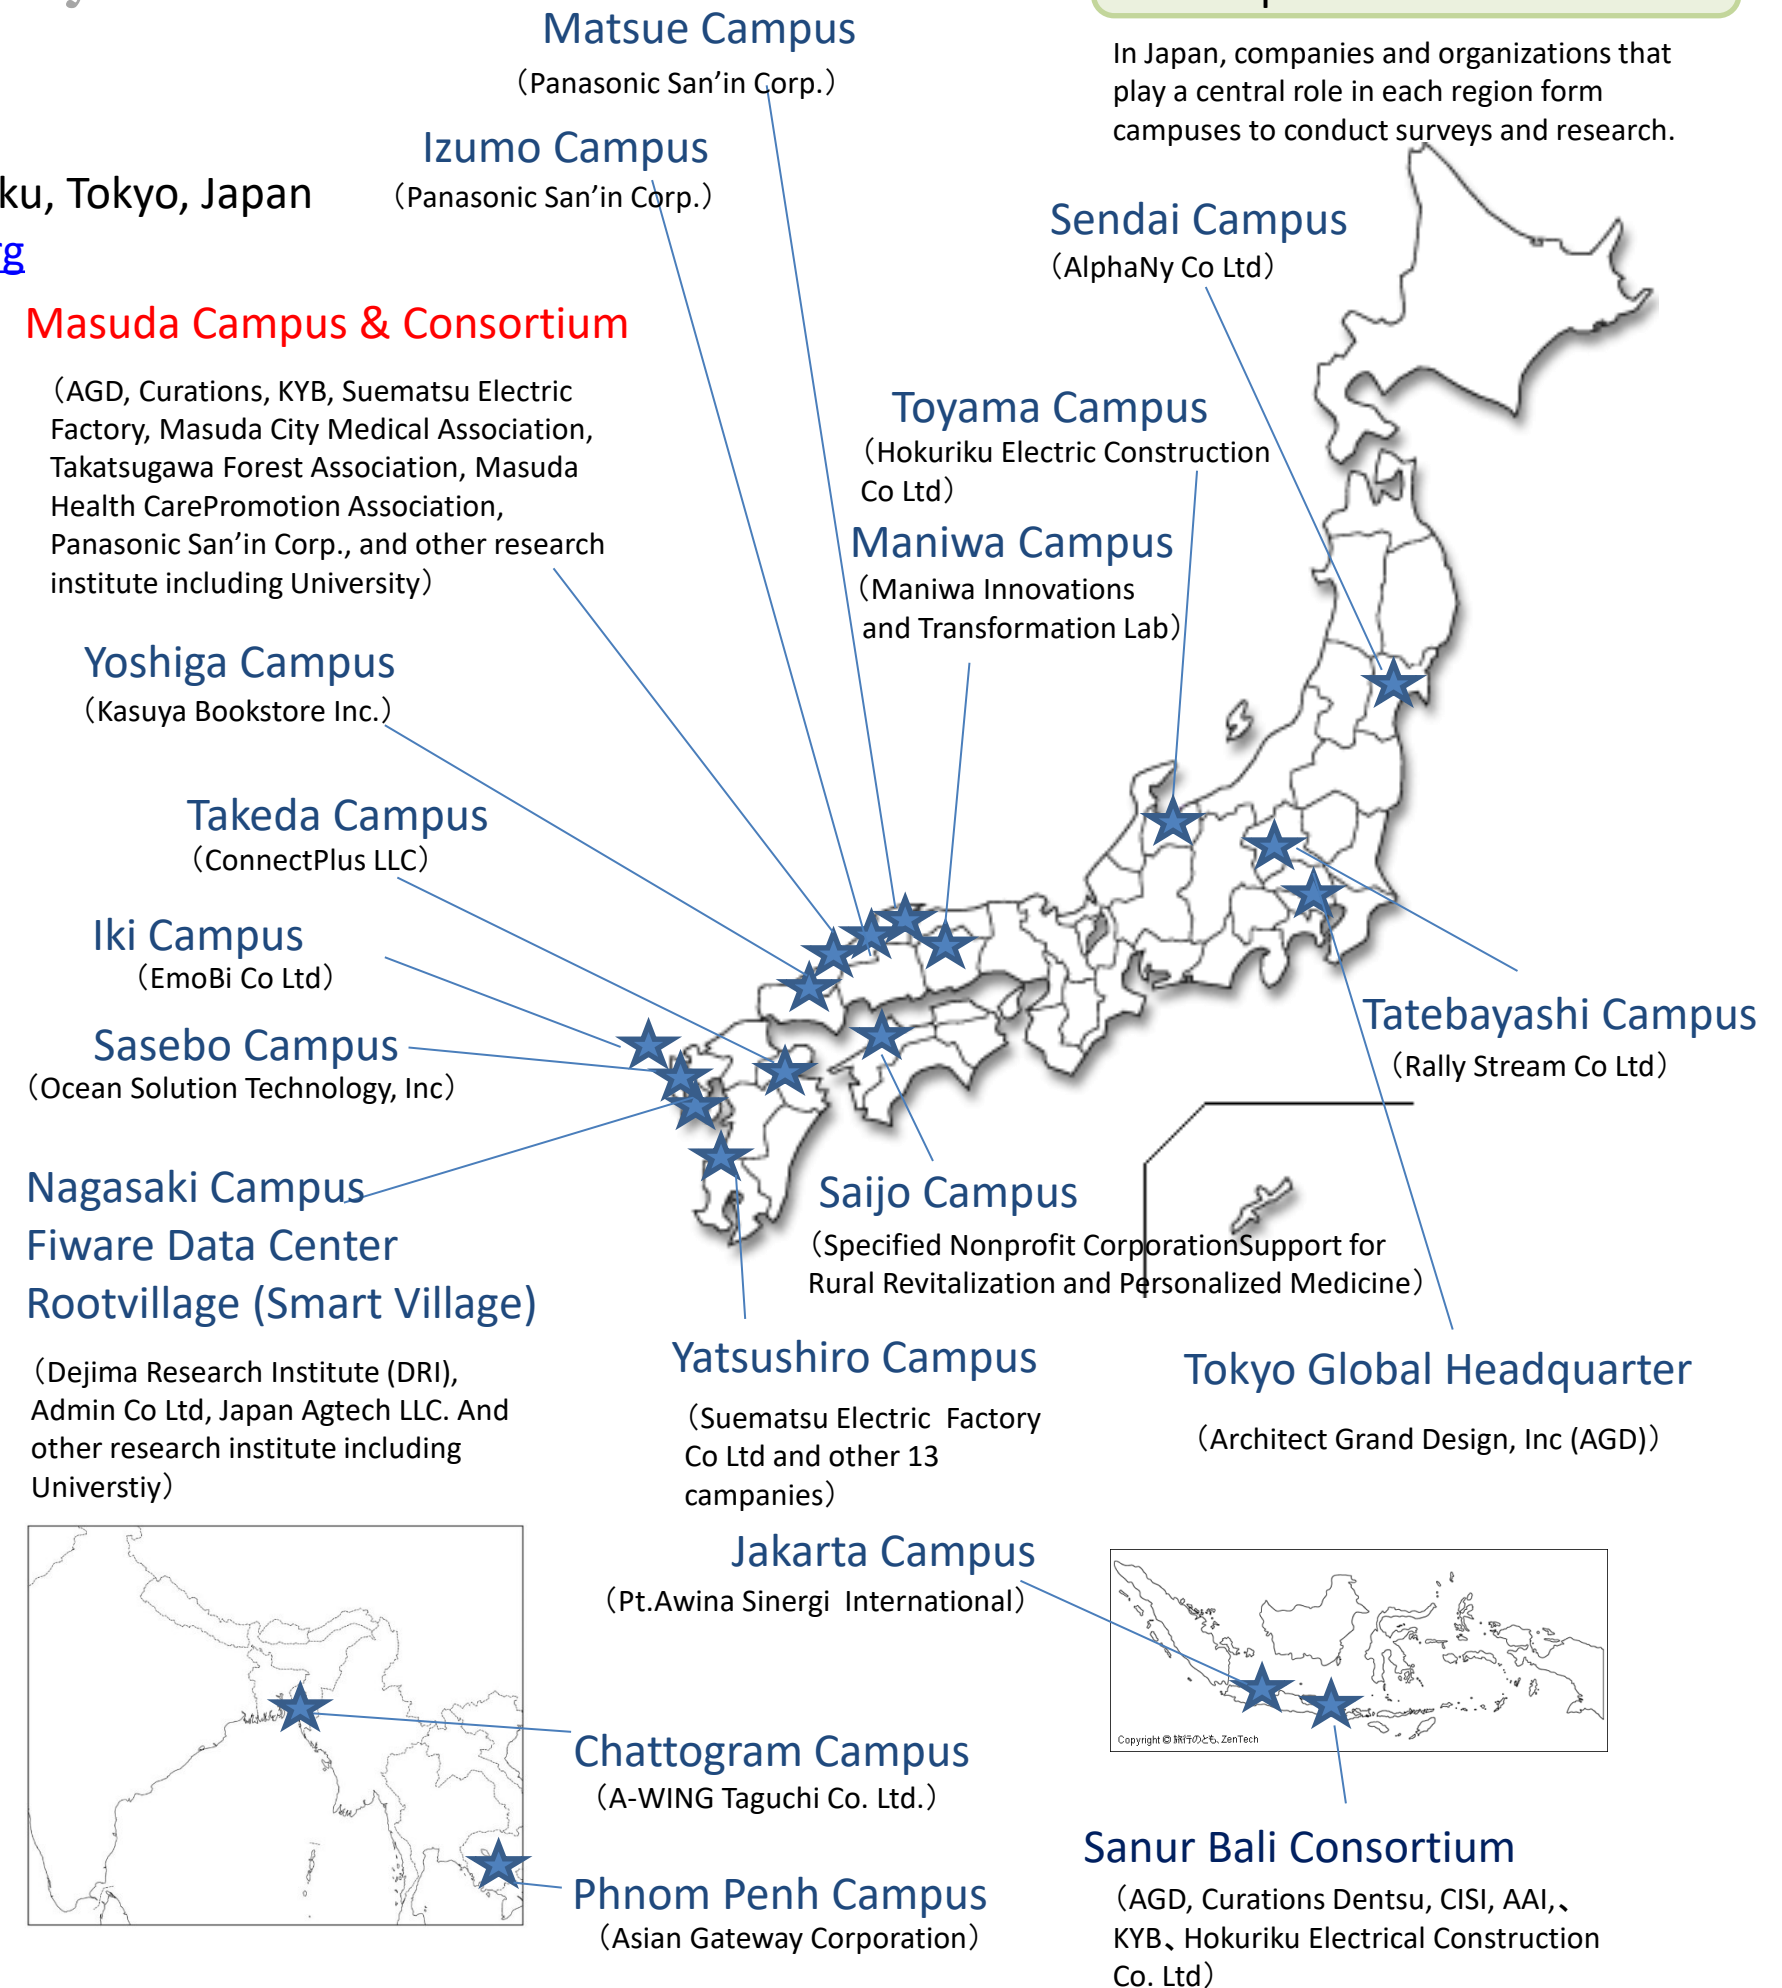 Matsue Campus
（Panasonic San’in Corp.）
In Japan, companies and organizations that
play a central role in each region form
campuses to conduct surveys and research.
Izumo Campus
（Panasonic San’in Corp.）
ku, Tokyo, Japan
rg
Sendai Campus
（AlphaNy Co Ltd）
Masuda Campus & Consortium
（AGD, Curations, KYB, Suematsu Electric
Factory, Masuda City Medical Association,
Takatsugawa Forest Association, Masuda
Health CarePromotion Association,
Panasonic San’in Corp., and other research
institute including University）
Toyama Campus
（Hokuriku Electric Construction
Co Ltd）
Maniwa Campus
（Maniwa Innovations
and Transformation Lab）
Yoshiga Campus
（Kasuya Bookstore Inc.）
Takeda Campus
（ConnectPlus LLC）
Iki Campus
（EmoBi Co Ltd）
Sasebo Campus
（Ocean Solution Technology, Inc）
Tatebayashi Campus
（Rally Stream Co Ltd）
Nagasaki Campus
Fiware Data Center
Rootvillage (Smart Village)
（Dejima Research Institute (DRI),
Admin Co Ltd, Japan Agtech LLC. And
other research institute including
Universtiy）
Saijo Campus
（Specified Nonprofit CorporationSupport for
Rural Revitalization and Personalized Medicine）
Yatsushiro Campus
（Suematsu Electric  Factory
Co Ltd and other 13
campanies）
Tokyo Global Headquarter
（Architect Grand Design, Inc (AGD)）
Jakarta Campus
（Pt.Awina Sinergi  International）
Copyright © 旅行のとも、ZenTech
Chattogram Campus
（A-WING Taguchi Co. Ltd.）
Phnom Penh Campus
（Asian Gateway Corporation）
Sanur Bali Consortium
（AGD, Curations Dentsu, CISI, AAI,、
KYB、Hokuriku Electrical Construction
Co. Ltd）